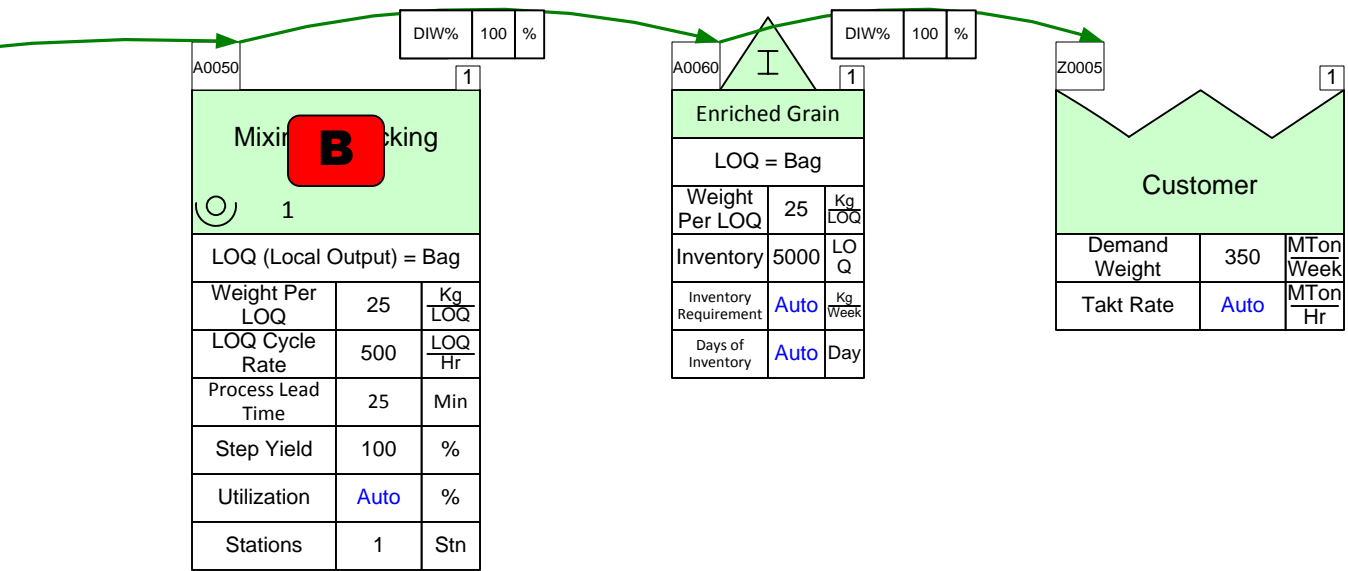 DIW% 100 %
DIW% 100 %
A0050
1
A0060
I
1
Z0005
1
B
1
LOQ (Local Output) = Bag
Weight Per
LOQ
25
Kg
LOQ
LOQ Cycle
Rate
500
LOQ
Hr
Process Lead
Time
25
Min
Step Yield
100
%
Utilization
Auto
%
Stations
1
Stn
Enriched Grain
LOQ = Bag
Weight
Per LOQ
25
Kg
LOQ
Inventory
5000
LO
Q
Inventory
Requirement
Auto
Kg
Week
Days of
Inventory
Auto
Day
Customer
Demand
Weight
350
MTon
Week
Takt Rate
Auto
MTon
Hr